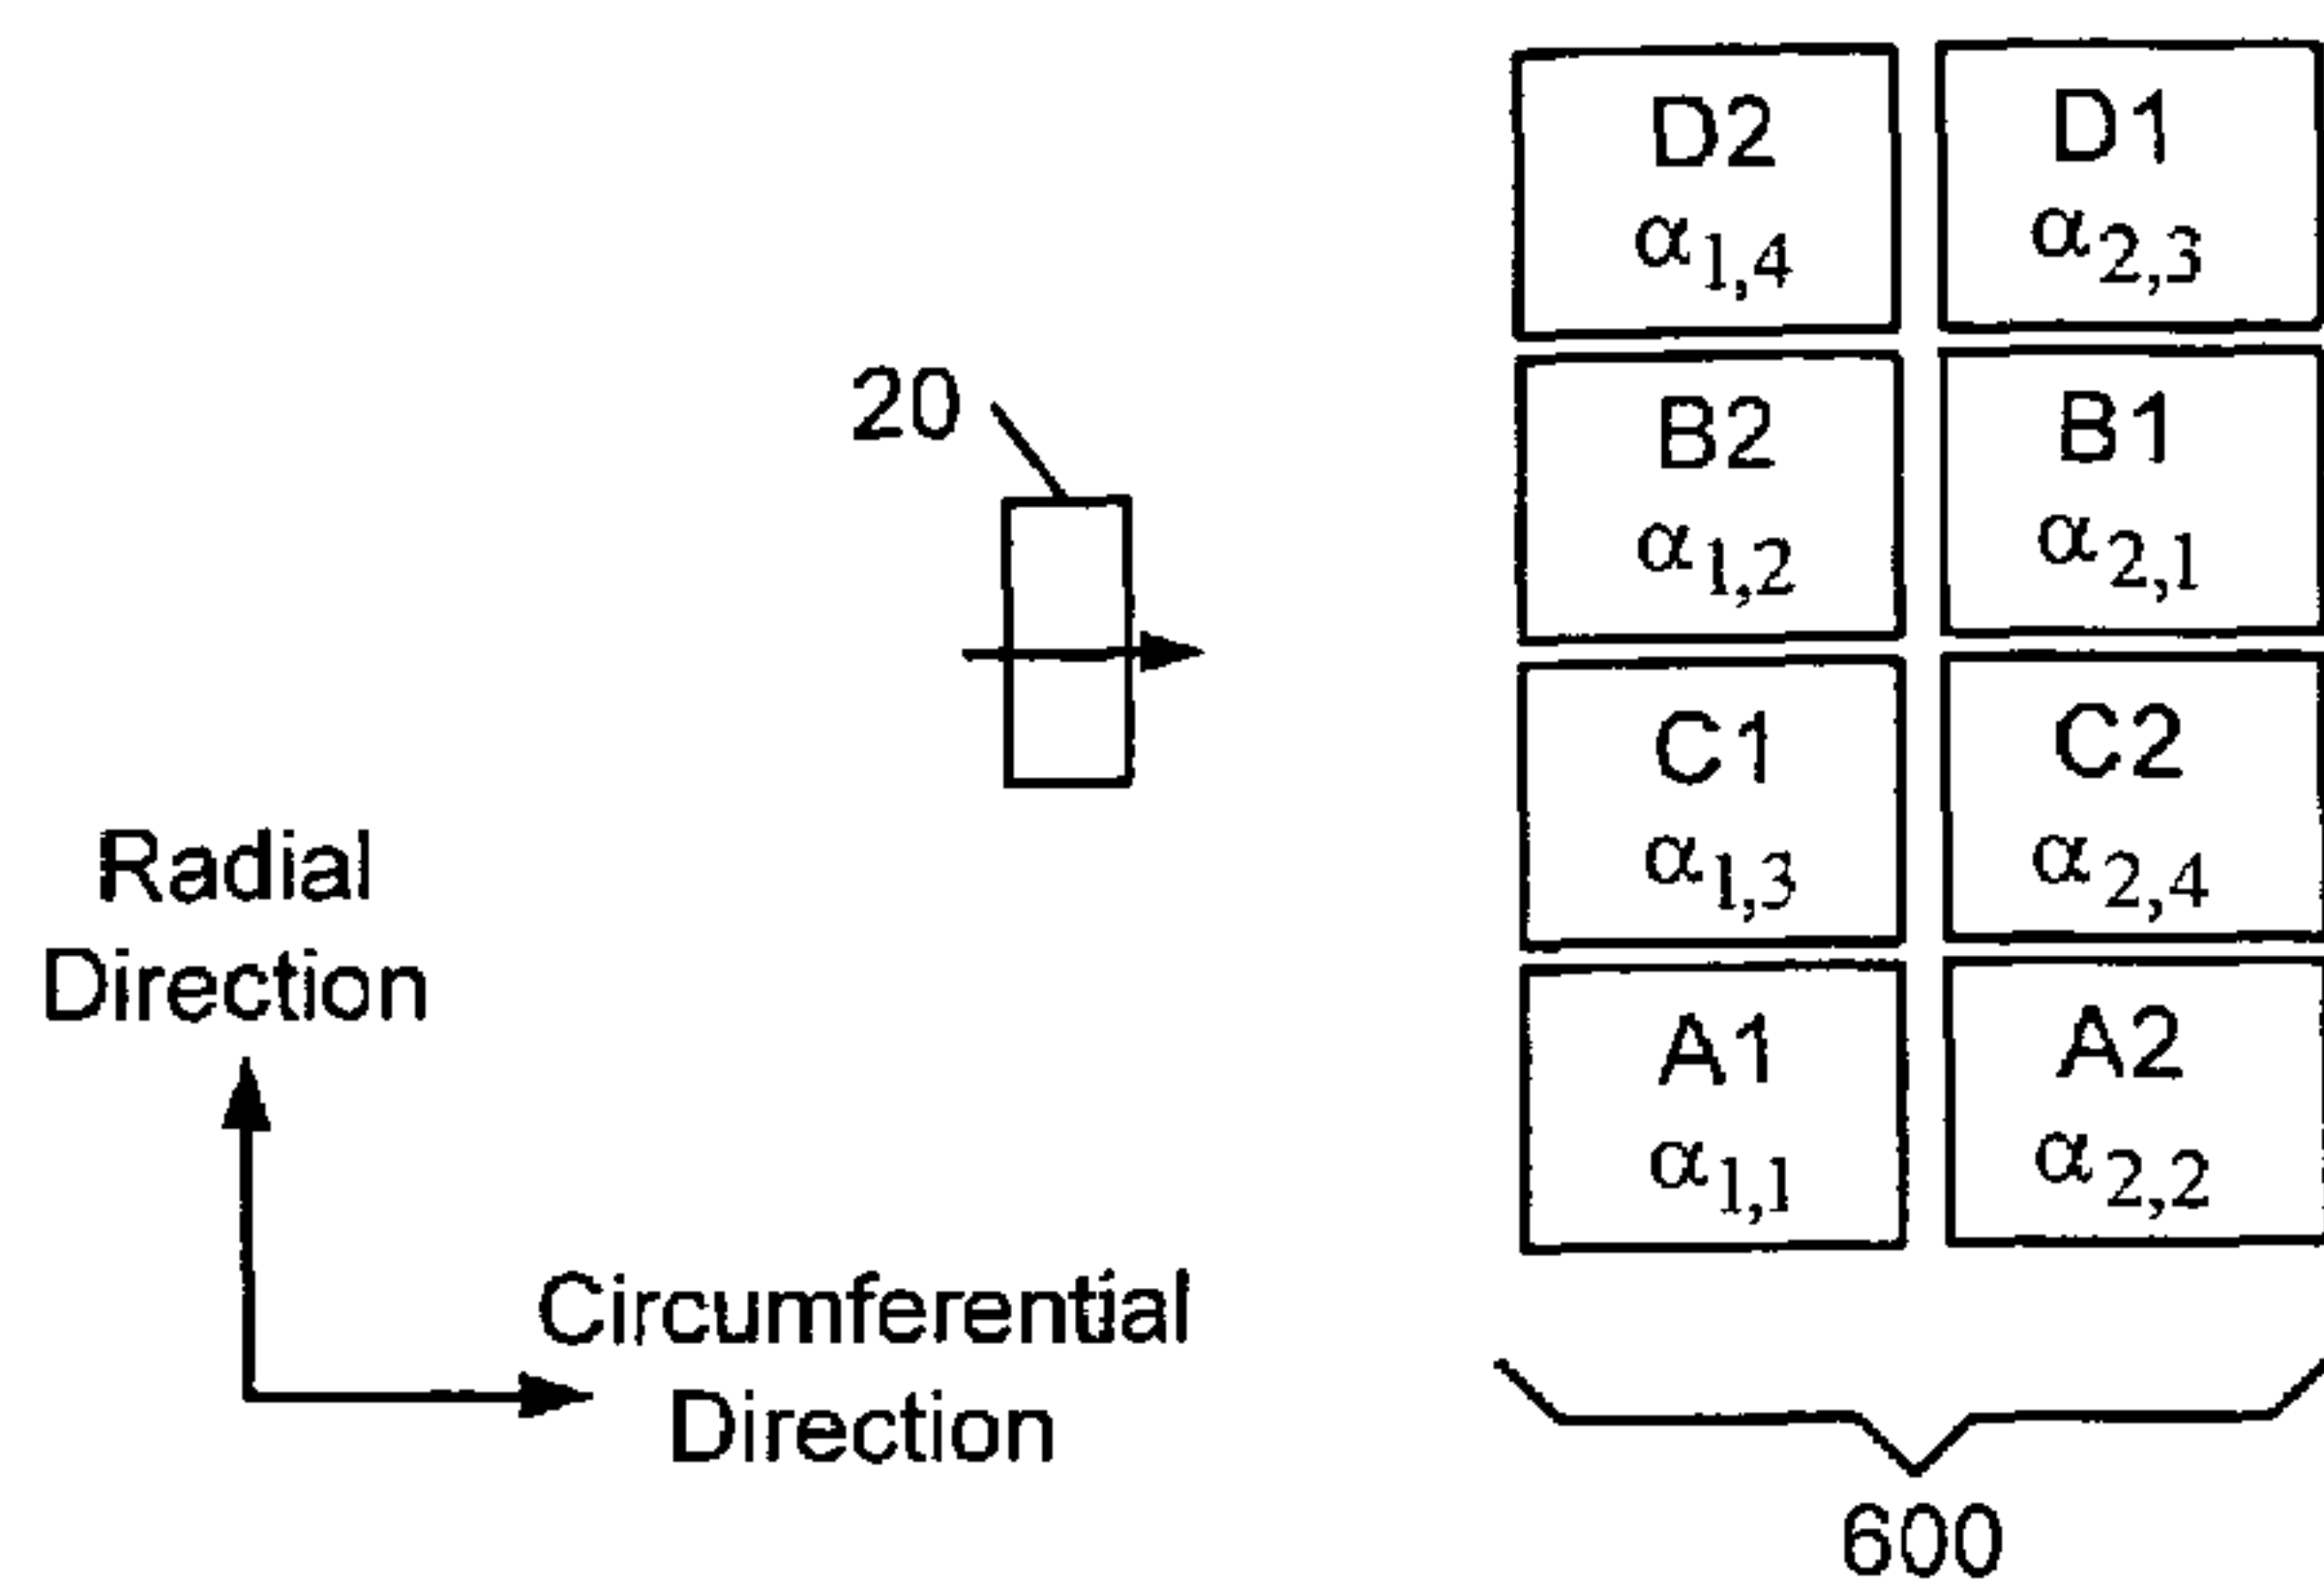 20
Radial
Direction
Circumferential
Direction
D2
α1,4
D1
α2,3
B2
α1,2
B1
α2,1
C1
α1,3
C2
α2,4
A1
α1,1
A2
α2,2
600